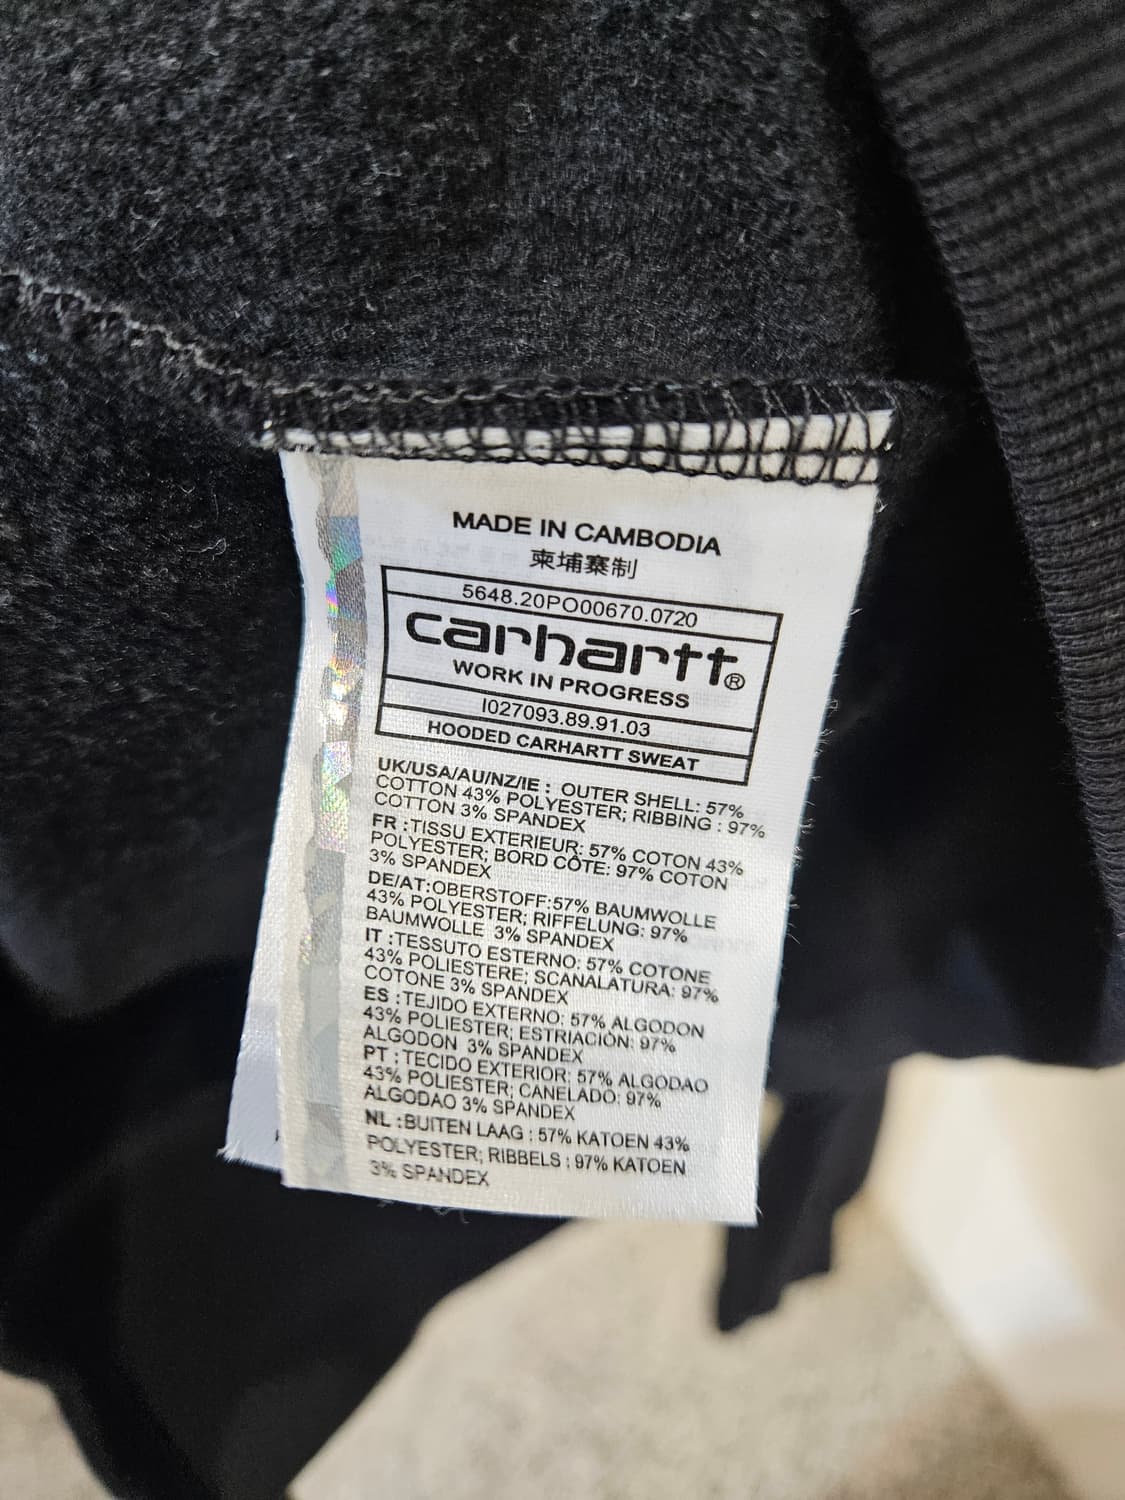 MADE IN CAMBODIA
柬埔寨制
5648.20PO00670.0720
carhartt®
WORK IN PROGRESS
I027093.89.91.03
HOODED CARHARTT SWEAT
UK/USA/AU/NZ/IE : OUTER SHELL: 57%
COTTON 43% POLYESTER; RIBBING : 97%
COTTON 3% SPANDEX
FR :TISSU EXTERIEUR: 57% COTON 43%
POLYESTER; BORD CÔTE: 97% COTON
3% SPANDEX
DE/AT:OBERSTOFF:57% BAUMWOLLE
43% POLYESTER; RIFFELUNG: 97%
BAUMWOLLE 3% SPANDEX
IT :TESSUTO ESTERNO: 57% COTONE
43% POLIESTERE; SCANALATURA: 97%
COTONE 3% SPANDEX
ES :TEJIDO EXTERNO: 57% ALGODON
43% POLIESTER; ESTRIACIÓN: 97%
ALGODON 3% SPANDEX
PT :TECIDO EXTERIOR: 57% ALGODAO
43% POLIESTER; CANELADO: 97%
ALGODAO 3% SPANDEX
NL :BUITEN LAAG : 57% KATOEN 43%
POLYESTER; RIBBELS : 97% KATOEN
3% SPANDEX